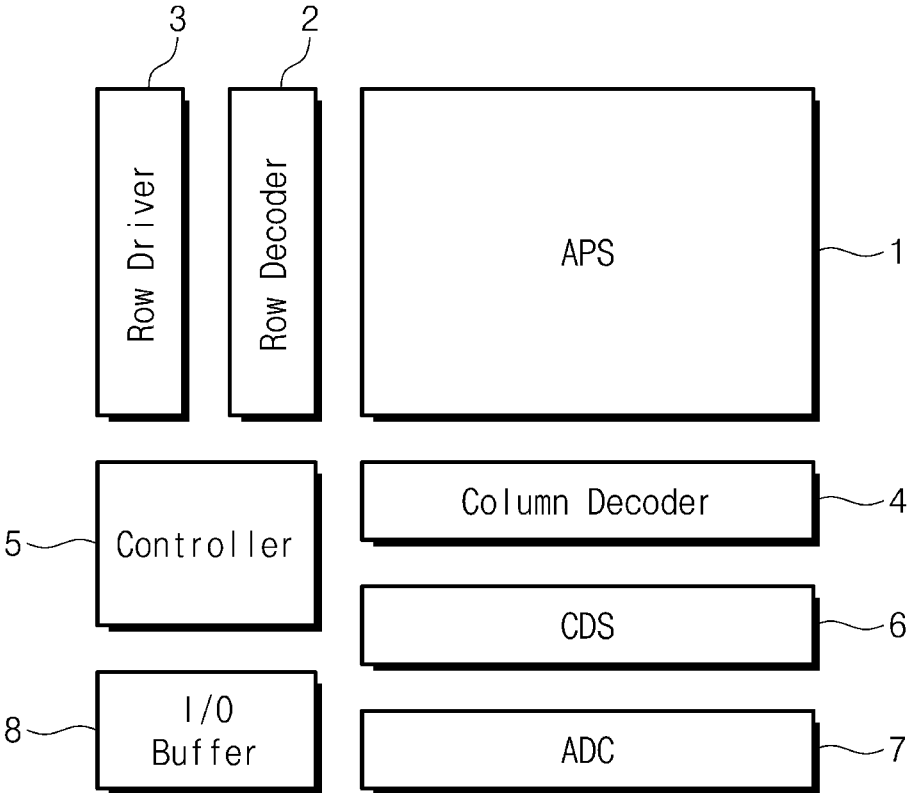 3
2
Row Driver
Row Decoder
APS
1
Controller
5
Column Decoder
4
CDS
6
I/O
Buffer
8
ADC
7